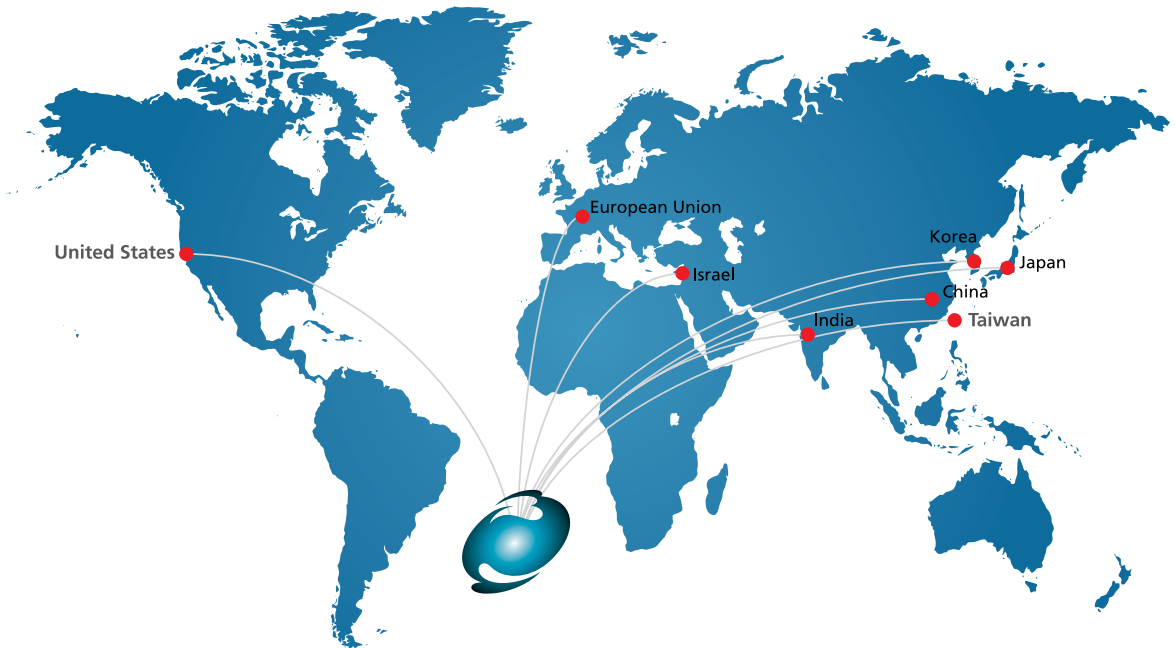 European Union
Korea
United States
Japan
Israel
China
India
Taiwan